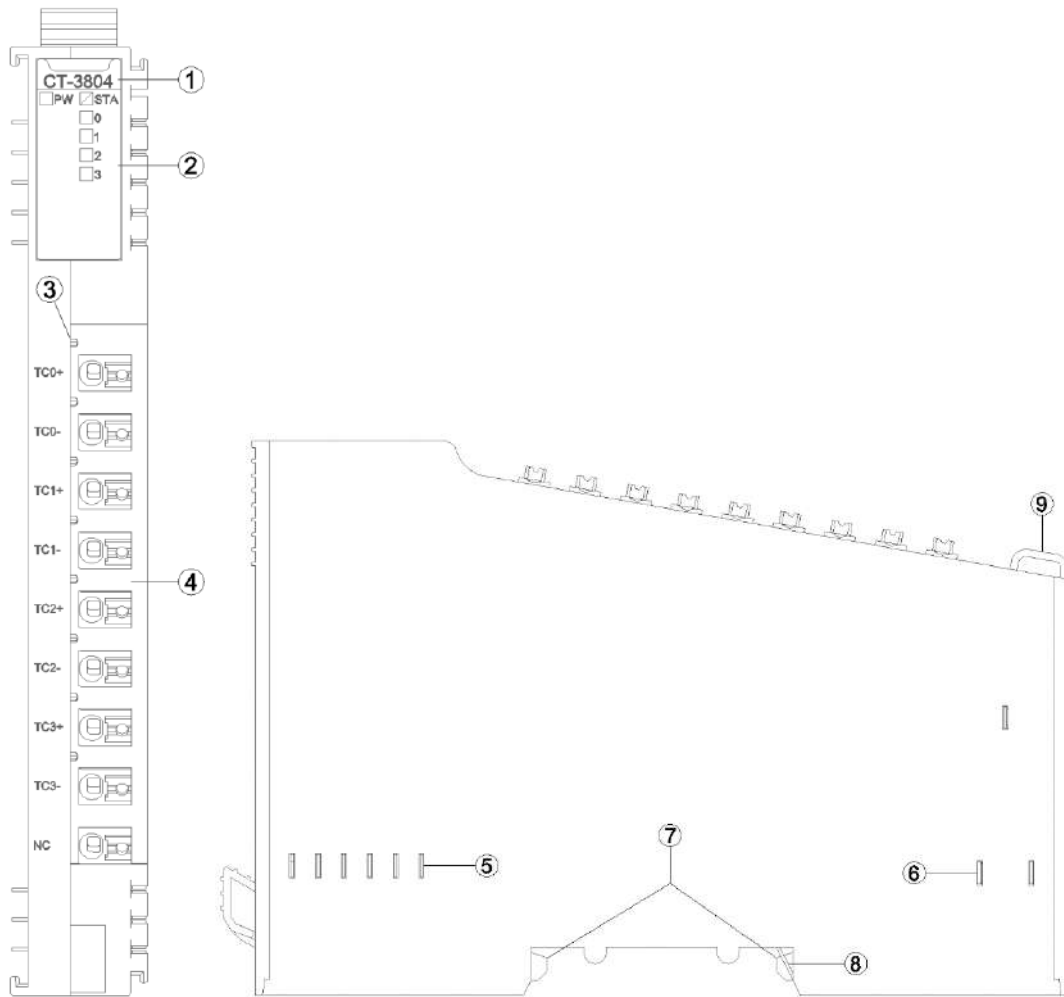 CT-3804 1
PW STA
0
1
2 2
3
3
TC0+
TC0-
TC1+
TC1-
4
TC2+
TC2-
TC3+
TC3-
NC
9
7
5
6
8